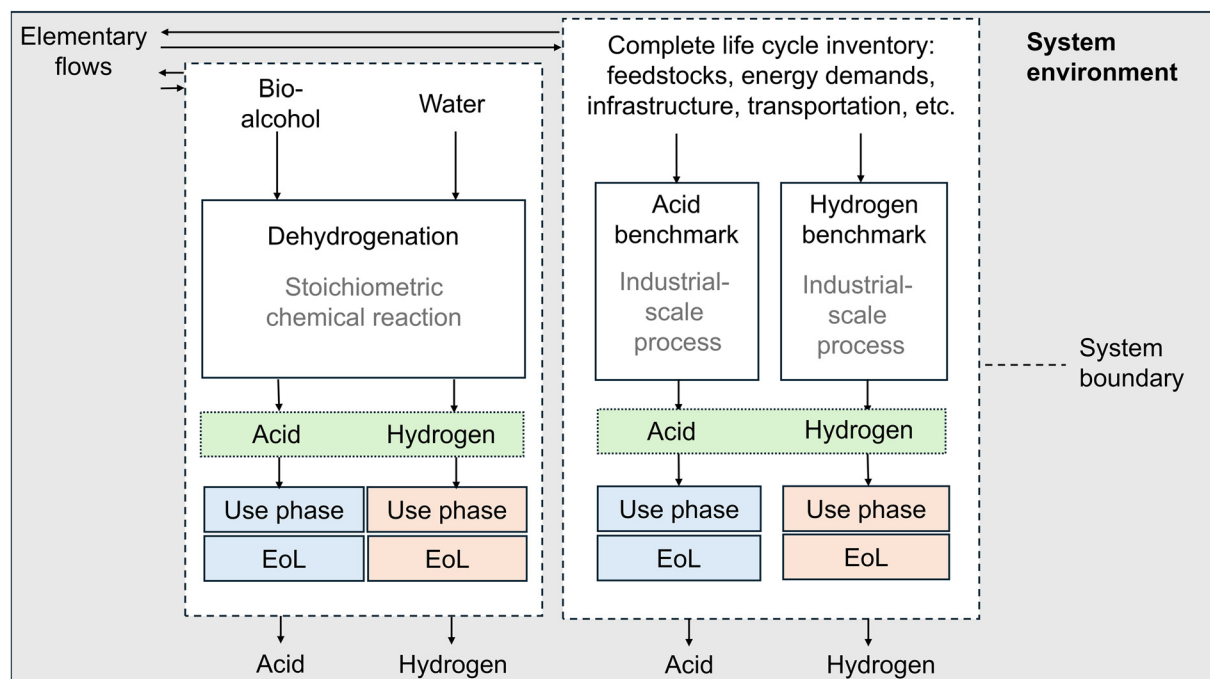 Elementary
flows
Bio-
alcohol
Water
Dehydrogenation
Stoichiometric
chemical reaction
Acid
Hydrogen
Use phase
Use phase
EoL
EoL
Acid
Hydrogen
Complete life cycle inventory:
feedstocks, energy demands,
infrastructure, transportation, etc.
Acid
benchmark
Industrial-
scale
process
Hydrogen
benchmark
Industrial-
scale
process
Acid
Hydrogen
Use phase
Use phase
EoL
EoL
Acid
Hydrogen
System
environment
System
boundary